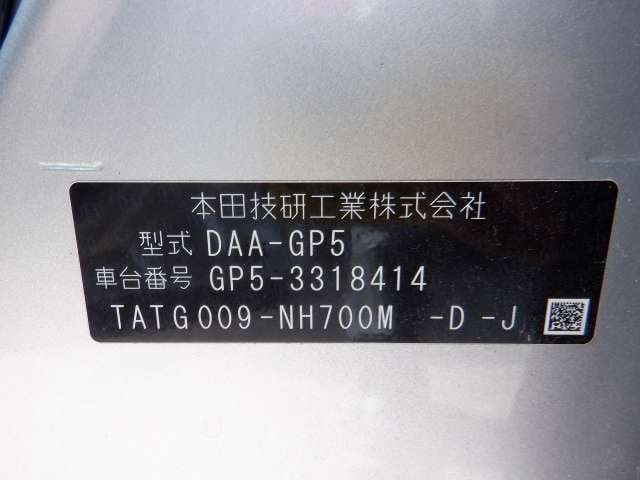 本田技研工業株式会社
型式 DAA-GP5
車台番号 GP5-3318414
TATG009-NH700M -D -J